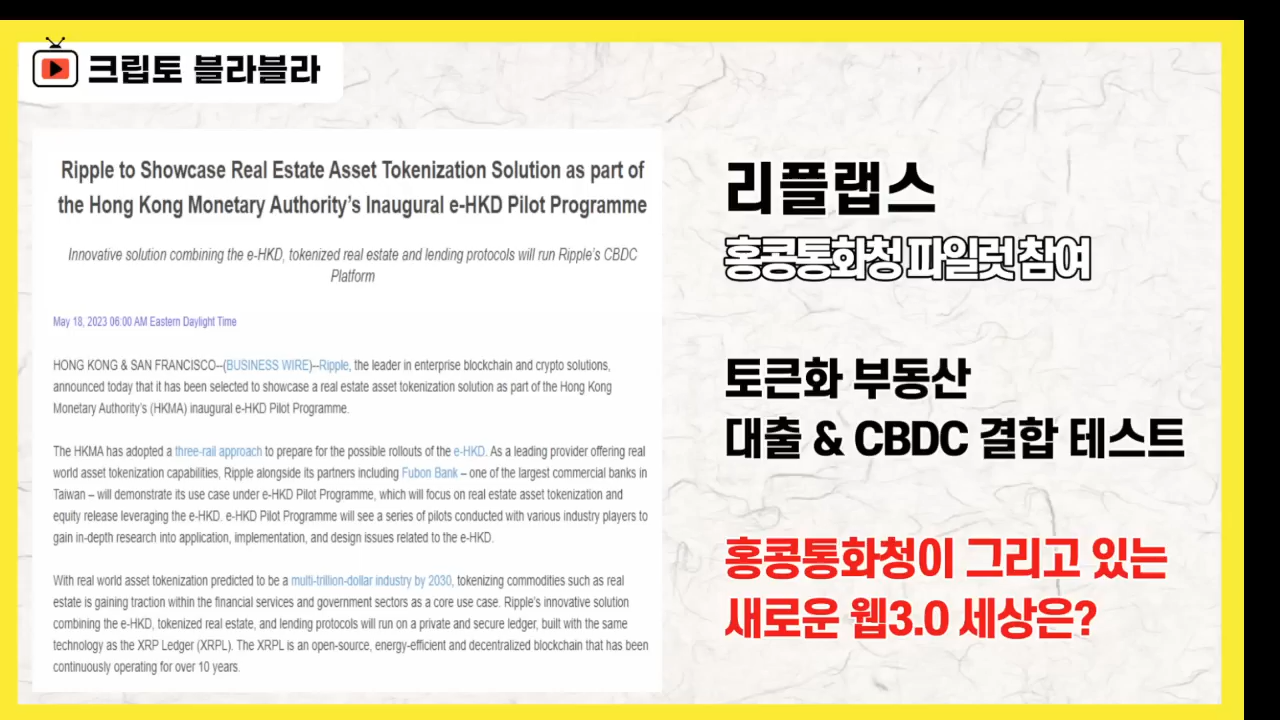 크립토 블라블라
Ripple to Showcase Real Estate Asset Tokenization Solution as part of
the Hong Kong Monetary Authority's Inaugural e-HKD Pilot Programme
Innovative solution combining the e-HKD, tokenized real estate and lending protocols will run Ripple's CBDC
Platform
May 18, 2023 06:00 AM Eastern Daylight Time
HONG KONG & SAN FRANCISCO--(BUSINESS WIRE)--Ripple, the leader in enterprise blockchain and crypto solutions,
announced today that it has been selected to showcase a real estate asset tokenization solution as part of the Hong Kong
Monetary Authority's (HKMA) inaugural e-HKD Pilot Programme.
The HKMA has adopted a three-rail approach to prepare for the possible rollouts of the e-HKD. As a leading provider offering real
world asset tokenization capabilities, Ripple alongside its partners including Fubon Bank – one of the largest commercial banks in
Taiwan – will demonstrate its use case under e-HKD Pilot Programme, which will focus on real estate asset tokenization and
equity release leveraging the e-HKD. e-HKD Pilot Programme will see a series of pilots conducted with various industry players to
gain in-depth research into application, implementation, and design issues related to the e-HKD.
With real world asset tokenization predicted to be a multi-trillion-dollar industry by 2030, tokenizing commodities such as real
estate is gaining traction within the financial services and government sectors as a core use case. Ripple's innovative solution
combining the e-HKD, tokenized real estate, and lending protocols will run on a private and secure ledger, built with the same
technology as the XRP Ledger (XRPL). The XRPL is an open-source, energy-efficient and decentralized blockchain that has been
continuously operating for over 10 years.
리플랩스
홍콩통화청 파일럿 참여
토큰화 부동산
대출 & CBDC 결합 테스트
홍콩통화청이 그리고 있는
새로운 웹3.0 세상은?